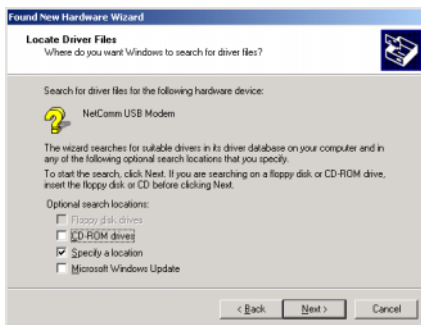 Found New Hardware Wizard
Locate Driver Files
Where do you want Windows to search for driver files?
Search for driver files for the following hardware device:
NetComm USB Modem
The wizard searches for suitable drivers in its driver database on your computer and in
any of the following optional search locations that you specify.
To start the search, click Next. If you are searching on a floppy disk or CD-ROM drive,
insert the floppy disk or CD before clicking Next.
Optional search locations:
Floppy disk drives
CD-ROM drives
Specify a location
Microsoft Windows Update
< Back Next > Cancel